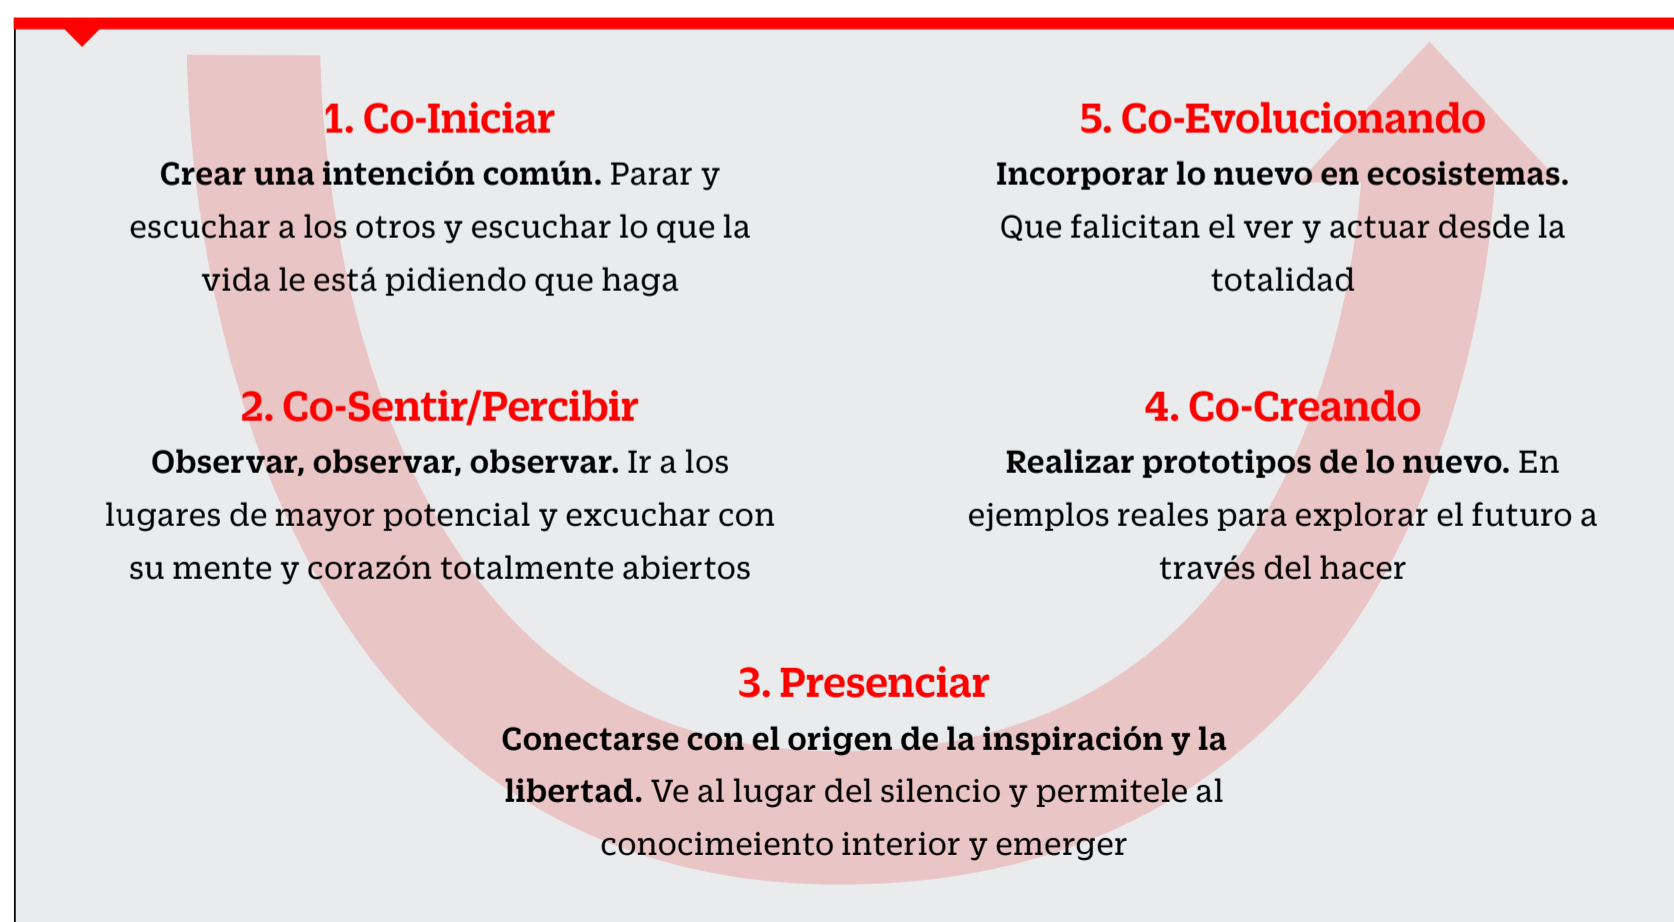 1. Co-Iniciar
Crear una intención común. Parar y
escuchar a los otros y escuchar lo que la
vida le está pidiendo que haga
2. Co-Sentir/Percibir
Observar, observar, observar. Ir a los
lugares de mayor potencial y excuchar con
su mente y corazón totalmente abiertos
3. Presenciar
Conectarse con el origen de la inspiración y la
libertad. Ve al lugar del silencio y permitele al
conocimeiento interior y emerger
4. Co-Creando
Realizar prototipos de lo nuevo. En
ejemplos reales para explorar el futuro a
través del hacer
5. Co-Evolucionando
Incorporar lo nuevo en ecosistemas.
Que falicitan el ver y actuar desde la
totalidad